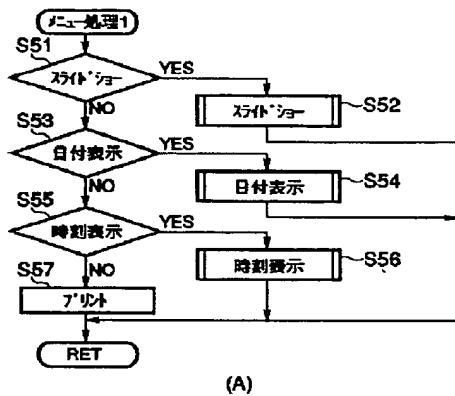 メニュー処理1
S51
スライドショー
YES
NO
スライドショー
S52
S53
日付表示
YES
NO
日付表示
S54
S55
時刻表示
YES
NO
時刻表示
S56
S57
プリント
RET
(A)